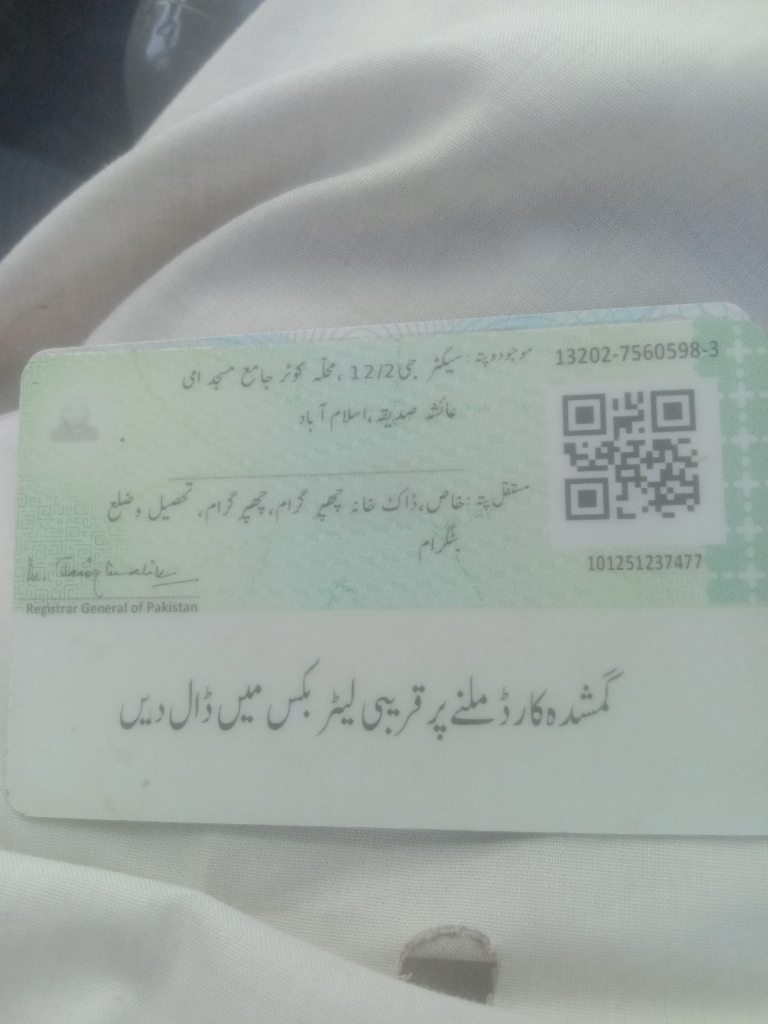 موجودہ پتہ: سیکٹر جی 12/2، محلّہ کوثر جامع مسجد امی
عائشہ صدیقہ، اسلام آباد
13202-7560598-3
مستقل پتہ: خاص، ڈاک خانہ چھپر گرام، چھپر گرام، تحصیل و ضلع
بٹگرام
101251237477
Registrar General of Pakistan
گمشدہ کارڈ ملنے پر قریبی لیٹر بکس میں ڈال دیں